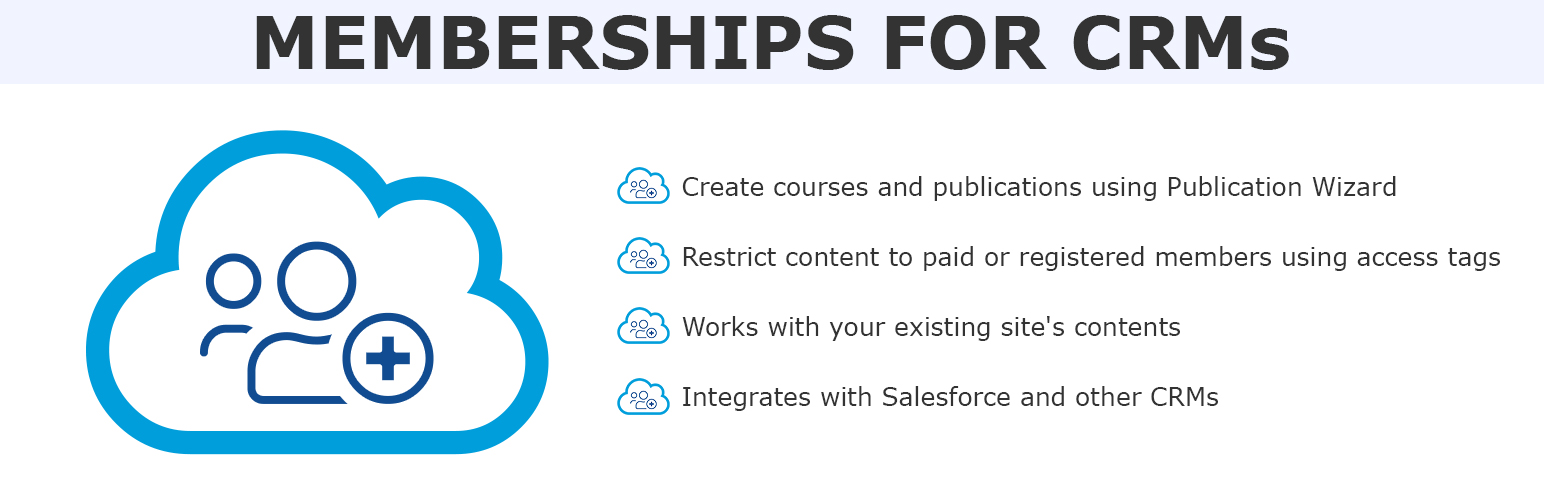 MEMBERSHIPS FOR CRMs
Create courses and publications using Publication Wizard
Restrict content to paid or registered members using access tags
Works with your existing site's contents
Integrates with Salesforce and other CRMs